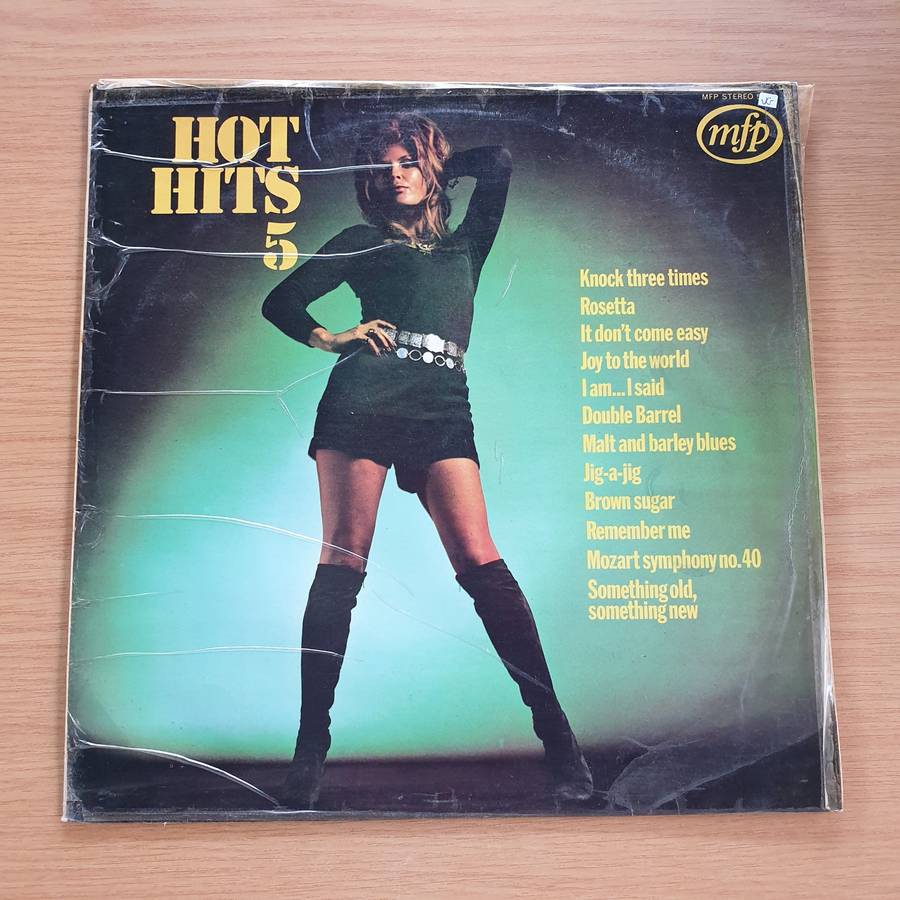 HOT
HITS
5
MFP STEREO
mfp
Knock three times
Rosetta
It don't come easy
Joy to the world
I am...I said
Double Barrel
Malt and barley blues
Jig-a-jig
Brown sugar
Remember me
Mozart symphony no.40
Something old,
something new